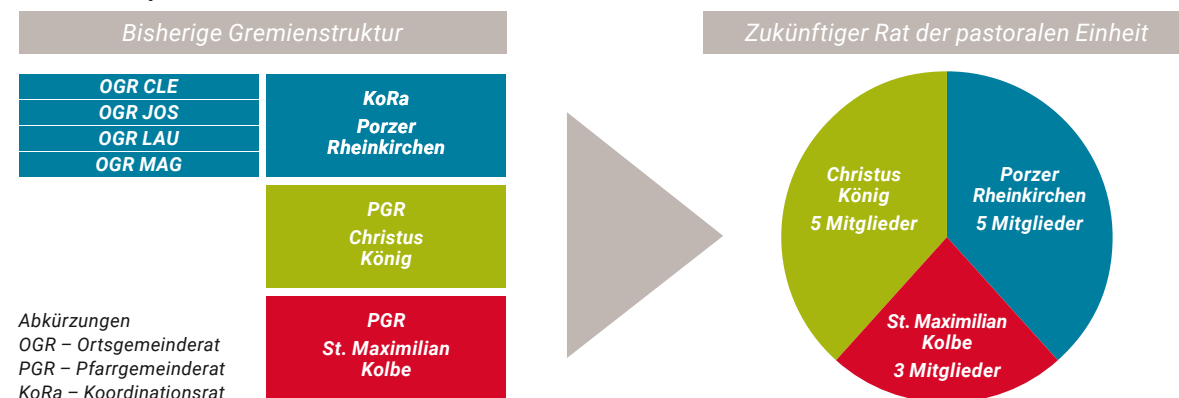 Bisherige Gremienstruktur
Zukünftiger Rat der pastoralen Einheit
OGR CLE
OGR JOS
OGR LAU
OGR MAG
KoRa
Porzer
Rheinkirchen
PGR
Christus
König
PGR
St. Maximilian
Kolbe
Abkürzungen
OGR – Ortsgemeinderat
PGR – Pfarrgemeinderat
KoRa – Koordinationsrat
Christus
König
5 Mitglieder
Porzer
Rheinkirchen
5 Mitglieder
St. Maximilian
Kolbe
3 Mitglieder